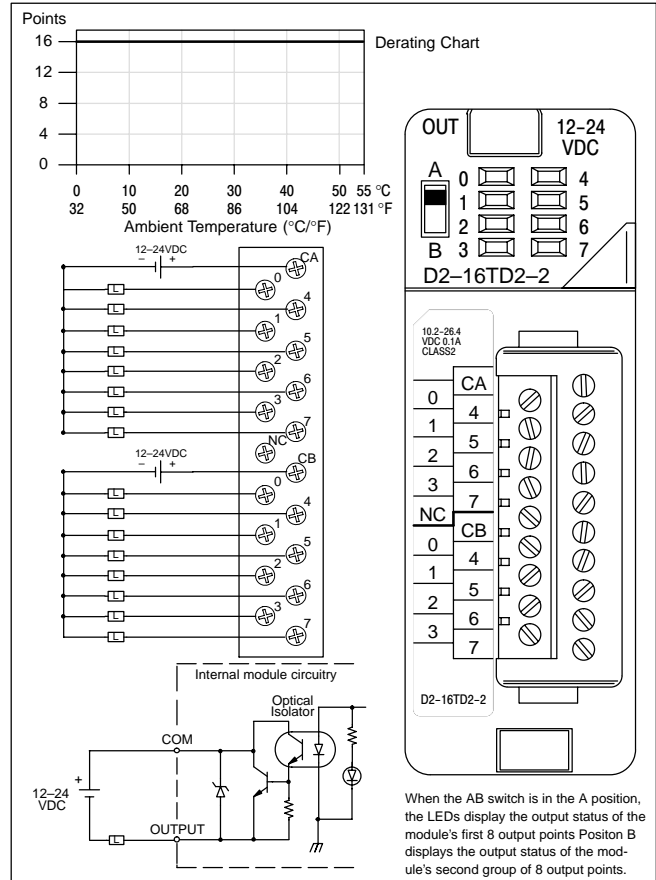 Points
16
12
8
4
0
Derating Chart
0 10 20 30 40 50 55 °C
32 50 68 86 104 122 131 °F
Ambient Temperature (°C/°F)
12–24VDC
– +
CA
0
L
4
L
1
L
5
L
2
L
6
L
3
L
7
L
NC
12–24VDC
– +
CB
0
L
4
L
1
L
5
L
2
L
6
L
3
L
7
L
Internal module circuitry
Optical
Isolator
COM
+
12–24
VDC
L
OUTPUT
OUT
12–24
VDC
A
0 4
1 5
2 6
B 3 7
D2–16TD2–2
10.2–26.4
VDC 0.1A
CLASS2
CA
0
4
1
5
2
6
3
7
NC
CB
0
4
1
5
2
6
3
7
D2–16TD2–2
When the AB switch is in the A position,
the LEDs display the output status of the
module's first 8 output points Positon B
displays the output status of the mod-
ule's second group of 8 output points.